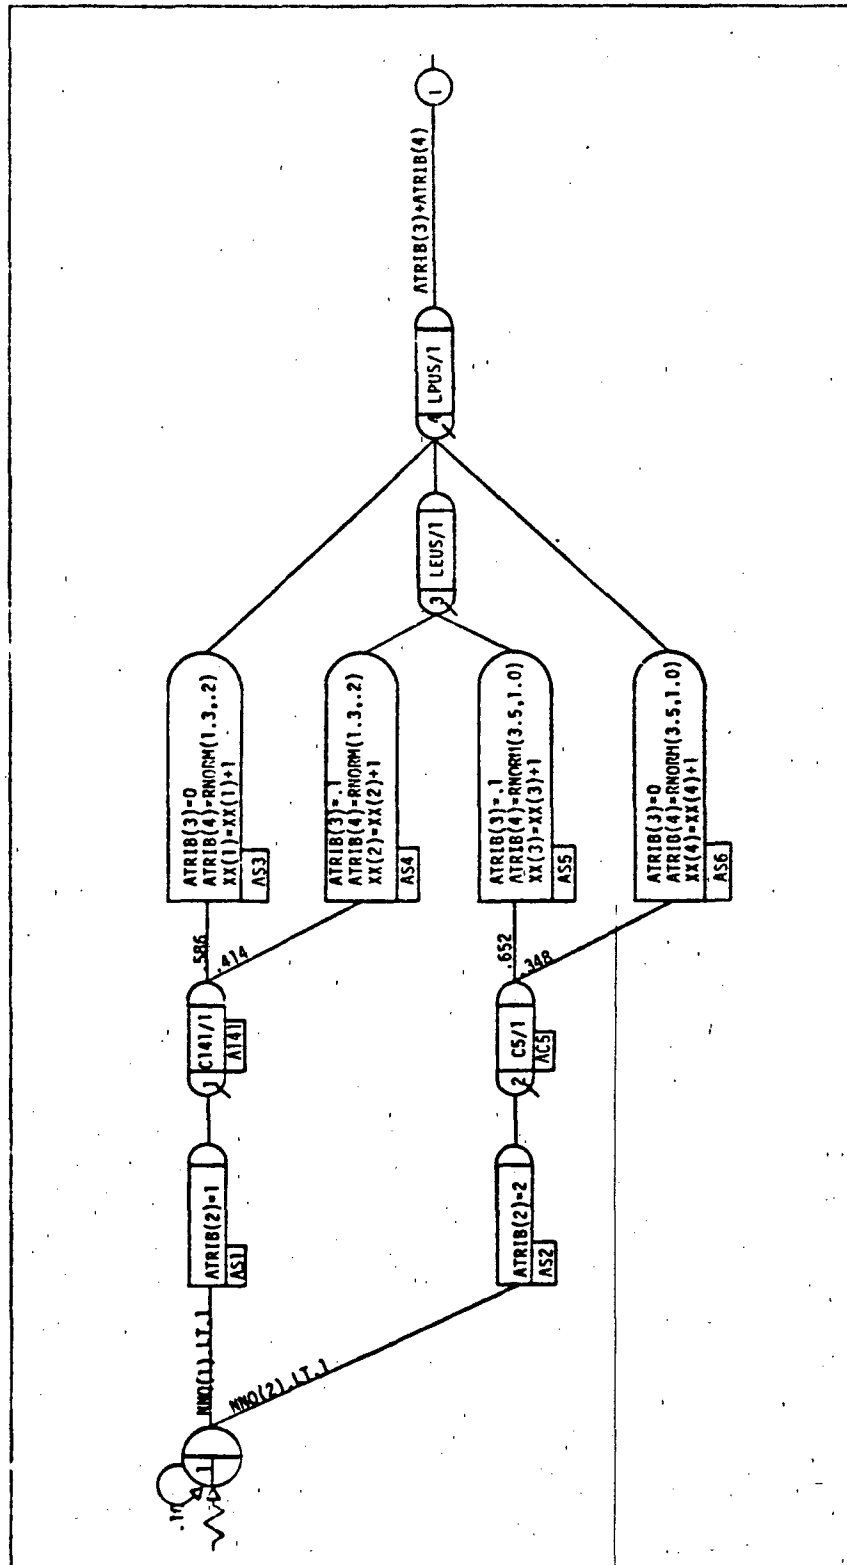 .1
1
NNQ(1).LT.1
NNQ(2).LT.1
ATRIB(2)=1
AS1
ATRIB(2)=2
AS2
1
C141/1
A141
2
C5/1
AC5
.586
.414
.652
.348
ATRIB(3)=0
ATRIB(4)=RNORM(1.3,.2)
XX(1)=XX(1)+1
AS3
ATRIB(3)=.1
ATRIB(4)=RNORM(1.3,.2)
XX(2)=XX(2)+1
AS4
ATRIB(3)=.1
ATRIB(4)=RNORM(3.5,1.0)
XX(3)=XX(3)+1
AS5
ATRIB(3)=0
ATRIB(4)=RNORM(3.5,1.0)
XX(4)=XX(4)+1
AS6
3
LEUS/1
4
LPUS/1
ATRIB(3)+ATRIB(4)
1